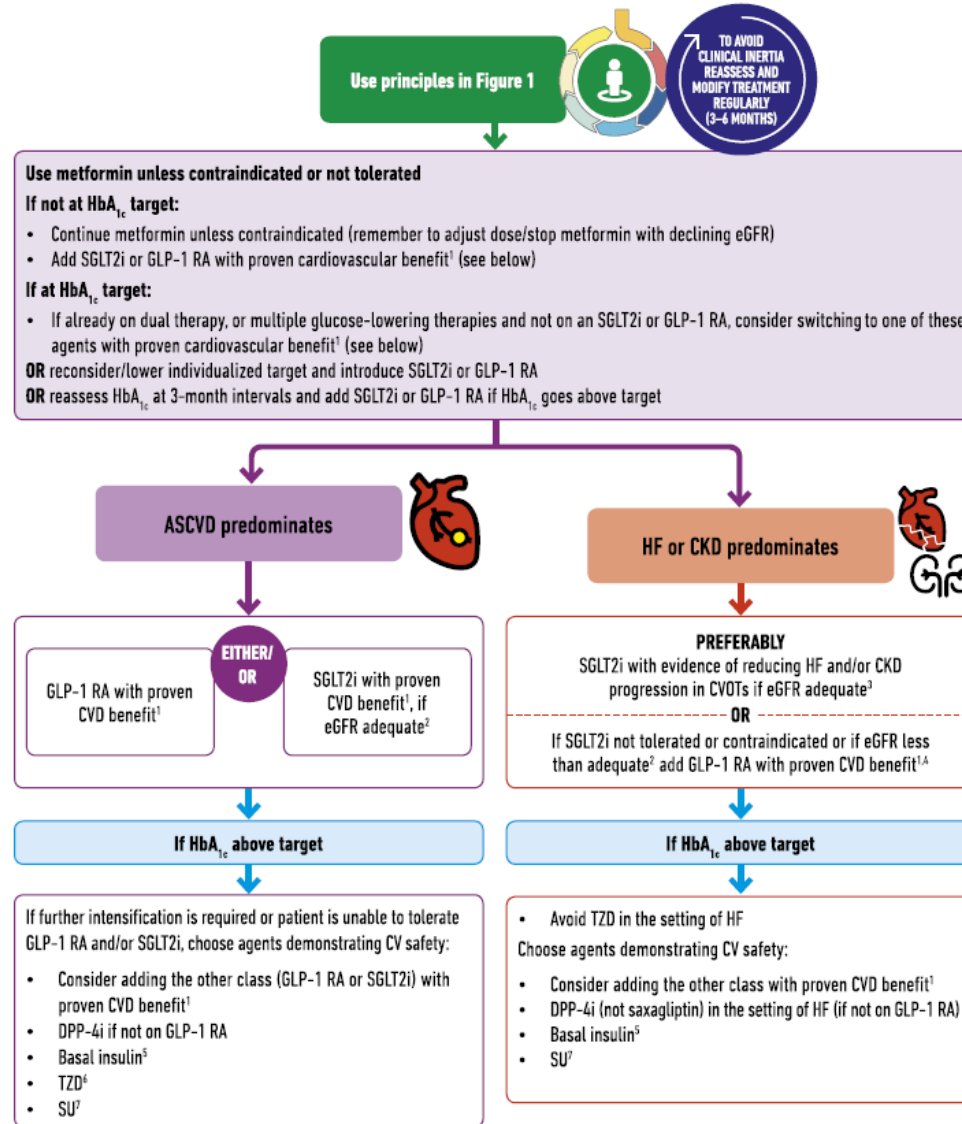 Use principles in Figure 1
TO AVOID
CLINICAL INERTIA
REASSESS AND
MODIFY TREATMENT
REGULARLY
(3–6 MONTHS)
Use metformin unless contraindicated or not tolerated
If not at HbA1c target:
• Continue metformin unless contraindicated (remember to adjust dose/stop metformin with declining eGFR)
• Add SGLT2i or GLP-1 RA with proven cardiovascular benefit¹ (see below)
If at HbA1c target:
• If already on dual therapy, or multiple glucose-lowering therapies and not on an SGLT2i or GLP-1 RA, consider switching to one of these
agents with proven cardiovascular benefit¹ (see below)
OR reconsider/lower individualized target and introduce SGLT2i or GLP-1 RA
OR reassess HbA1c at 3-month intervals and add SGLT2i or GLP-1 RA if HbA1c goes above target
ASCVD predominates
EITHER/
OR
GLP-1 RA with proven
CVD benefit¹
SGLT2i with proven
CVD benefit¹, if
eGFR adequate²
If HbA1c above target
If further intensification is required or patient is unable to tolerate
GLP-1 RA and/or SGLT2i, choose agents demonstrating CV safety:
• Consider adding the other class (GLP-1 RA or SGLT2i) with
proven CVD benefit¹
• DPP-4i if not on GLP-1 RA
• Basal insulin⁵
• TZD⁶
• SU⁷
HF or CKD predominates
PREFERABLY
SGLT2i with evidence of reducing HF and/or CKD
progression in CVOTs if eGFR adequate³
OR
If SGLT2i not tolerated or contraindicated or if eGFR less
than adequate² add GLP-1 RA with proven CVD benefit¹,⁴
If HbA1c above target
• Avoid TZD in the setting of HF
Choose agents demonstrating CV safety:
• Consider adding the other class with proven CVD benefit¹
• DPP-4i (not saxagliptin) in the setting of HF (if not on GLP-1 RA)
• Basal insulin⁵
• SU⁷